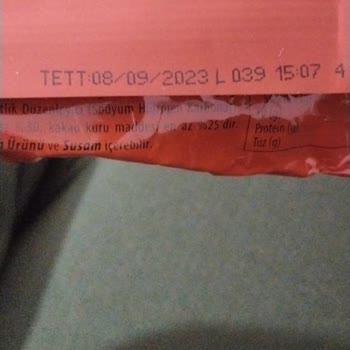 TETT:08/09/2023 L 039 15:07 4
Düzenleyici (Sodyum
%30, kakao kuru maddesi en az %25'dir.
Ürünü ve Susam içerebilir.
Protein (g)
Tuz (g)